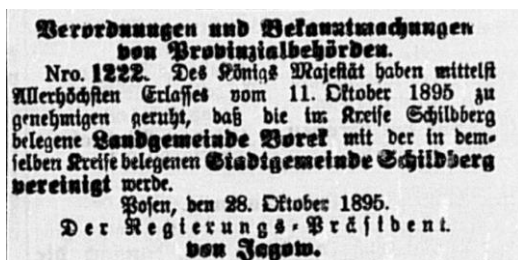 Verordnungen und Bekanntmachungen
von Provinzialbehörden.
Nro. 1222. Des Königs Majestät haben mittelst
Allerhöchsten Erlasses vom 11. Oktober 1895 zu
genehmigen geruht, daß die im Kreise Schildberg
belegene Landgemeinde Borek mit der in dem-
selben Kreise belegenen Stadtgemeinde Schildberg
vereinigt werde.
Posen, den 28. Oktober 1895.
Der Regierungs-Präsident.
von Jagow.